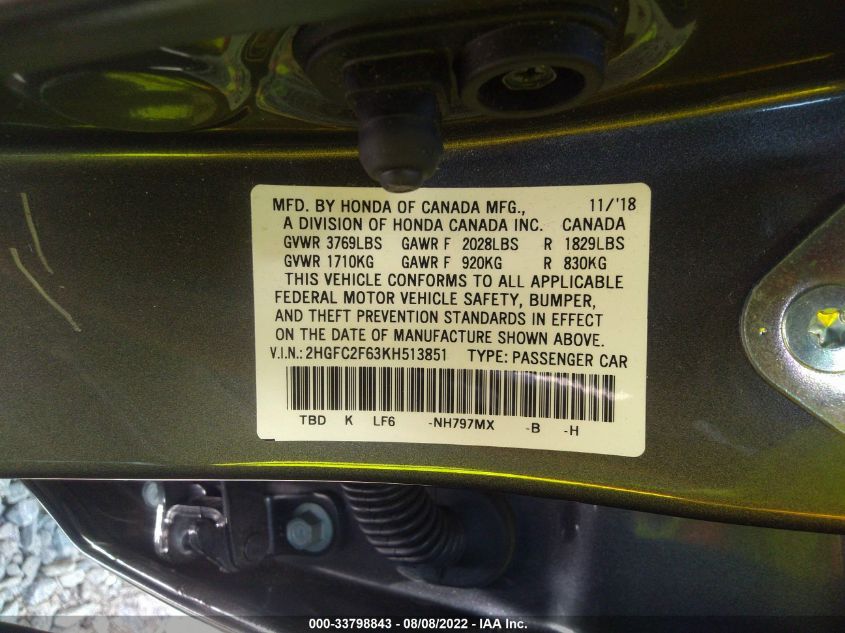 MFD. BY HONDA OF CANADA MFG., 11/'18
A DIVISION OF HONDA CANADA INC. CANADA
GVWR 3769LBS GAWR F 2028LBS R 1829LBS
GVWR 1710KG GAWR F 920KG R 830KG
THIS VEHICLE CONFORMS TO ALL APPLICABLE
FEDERAL MOTOR VEHICLE SAFETY, BUMPER,
AND THEFT PREVENTION STANDARDS IN EFFECT
ON THE DATE OF MANUFACTURE SHOWN ABOVE.
V.I.N.: 2HGFC2F63KH513851 TYPE: PASSENGER CAR
TBD K LF6 -NH797MX -B -H
000-33798843 - 08/08/2022 - IAA Inc.